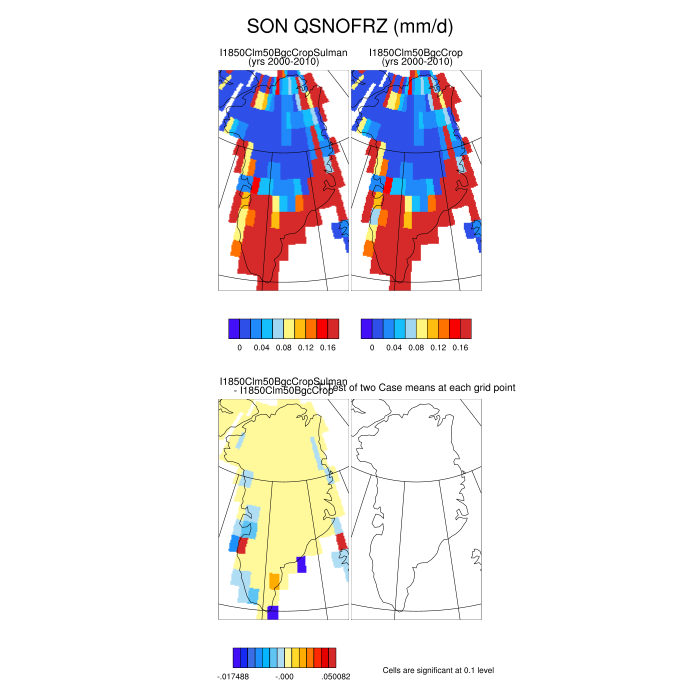 SON QSNOFRZ (mm/d)
I1850Clm50BgcCropSulman
(yrs 2000-2010)
I1850Clm50BgcCrop
(yrs 2000-2010)
0 0.04 0.08 0.12 0.16
0 0.04 0.08 0.12 0.16
I1850Clm50BgcCropSulman
- I1850Clm50BgcCrop
Test of two Case means at each grid point
-.017488 -.000 .050082
Cells are significant at 0.1 level